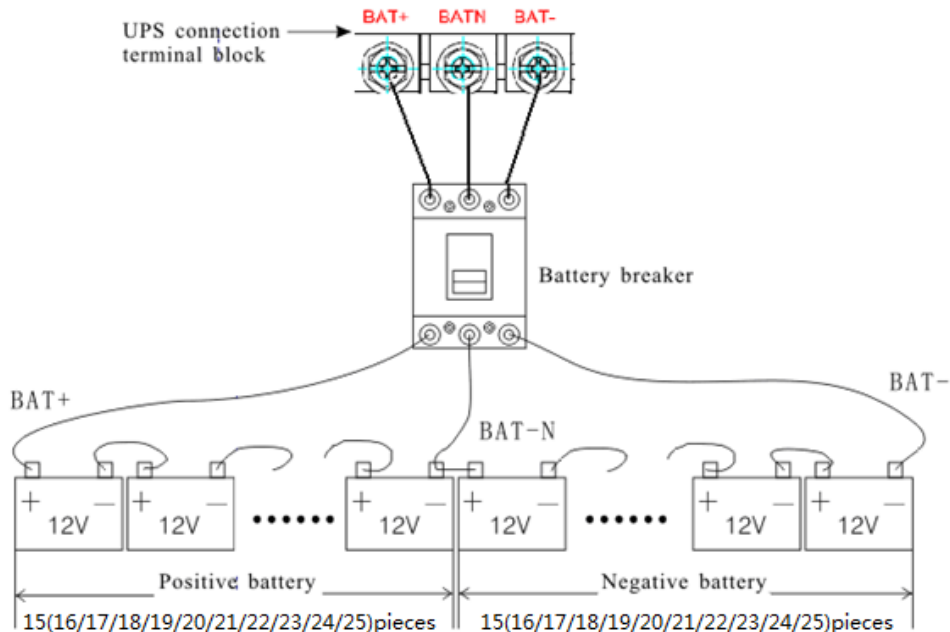 BAT+ BATN BAT-
UPS connection
terminal block
Battery breaker
BAT+
BAT-N
BAT-
+ − 12V
+ − 12V
+ − 12V
+ − 12V
+ − 12V
+ − 12V
Positive battery
Negative battery
15(16/17/18/19/20/21/22/23/24/25)pieces
15(16/17/18/19/20/21/22/23/24/25)pieces